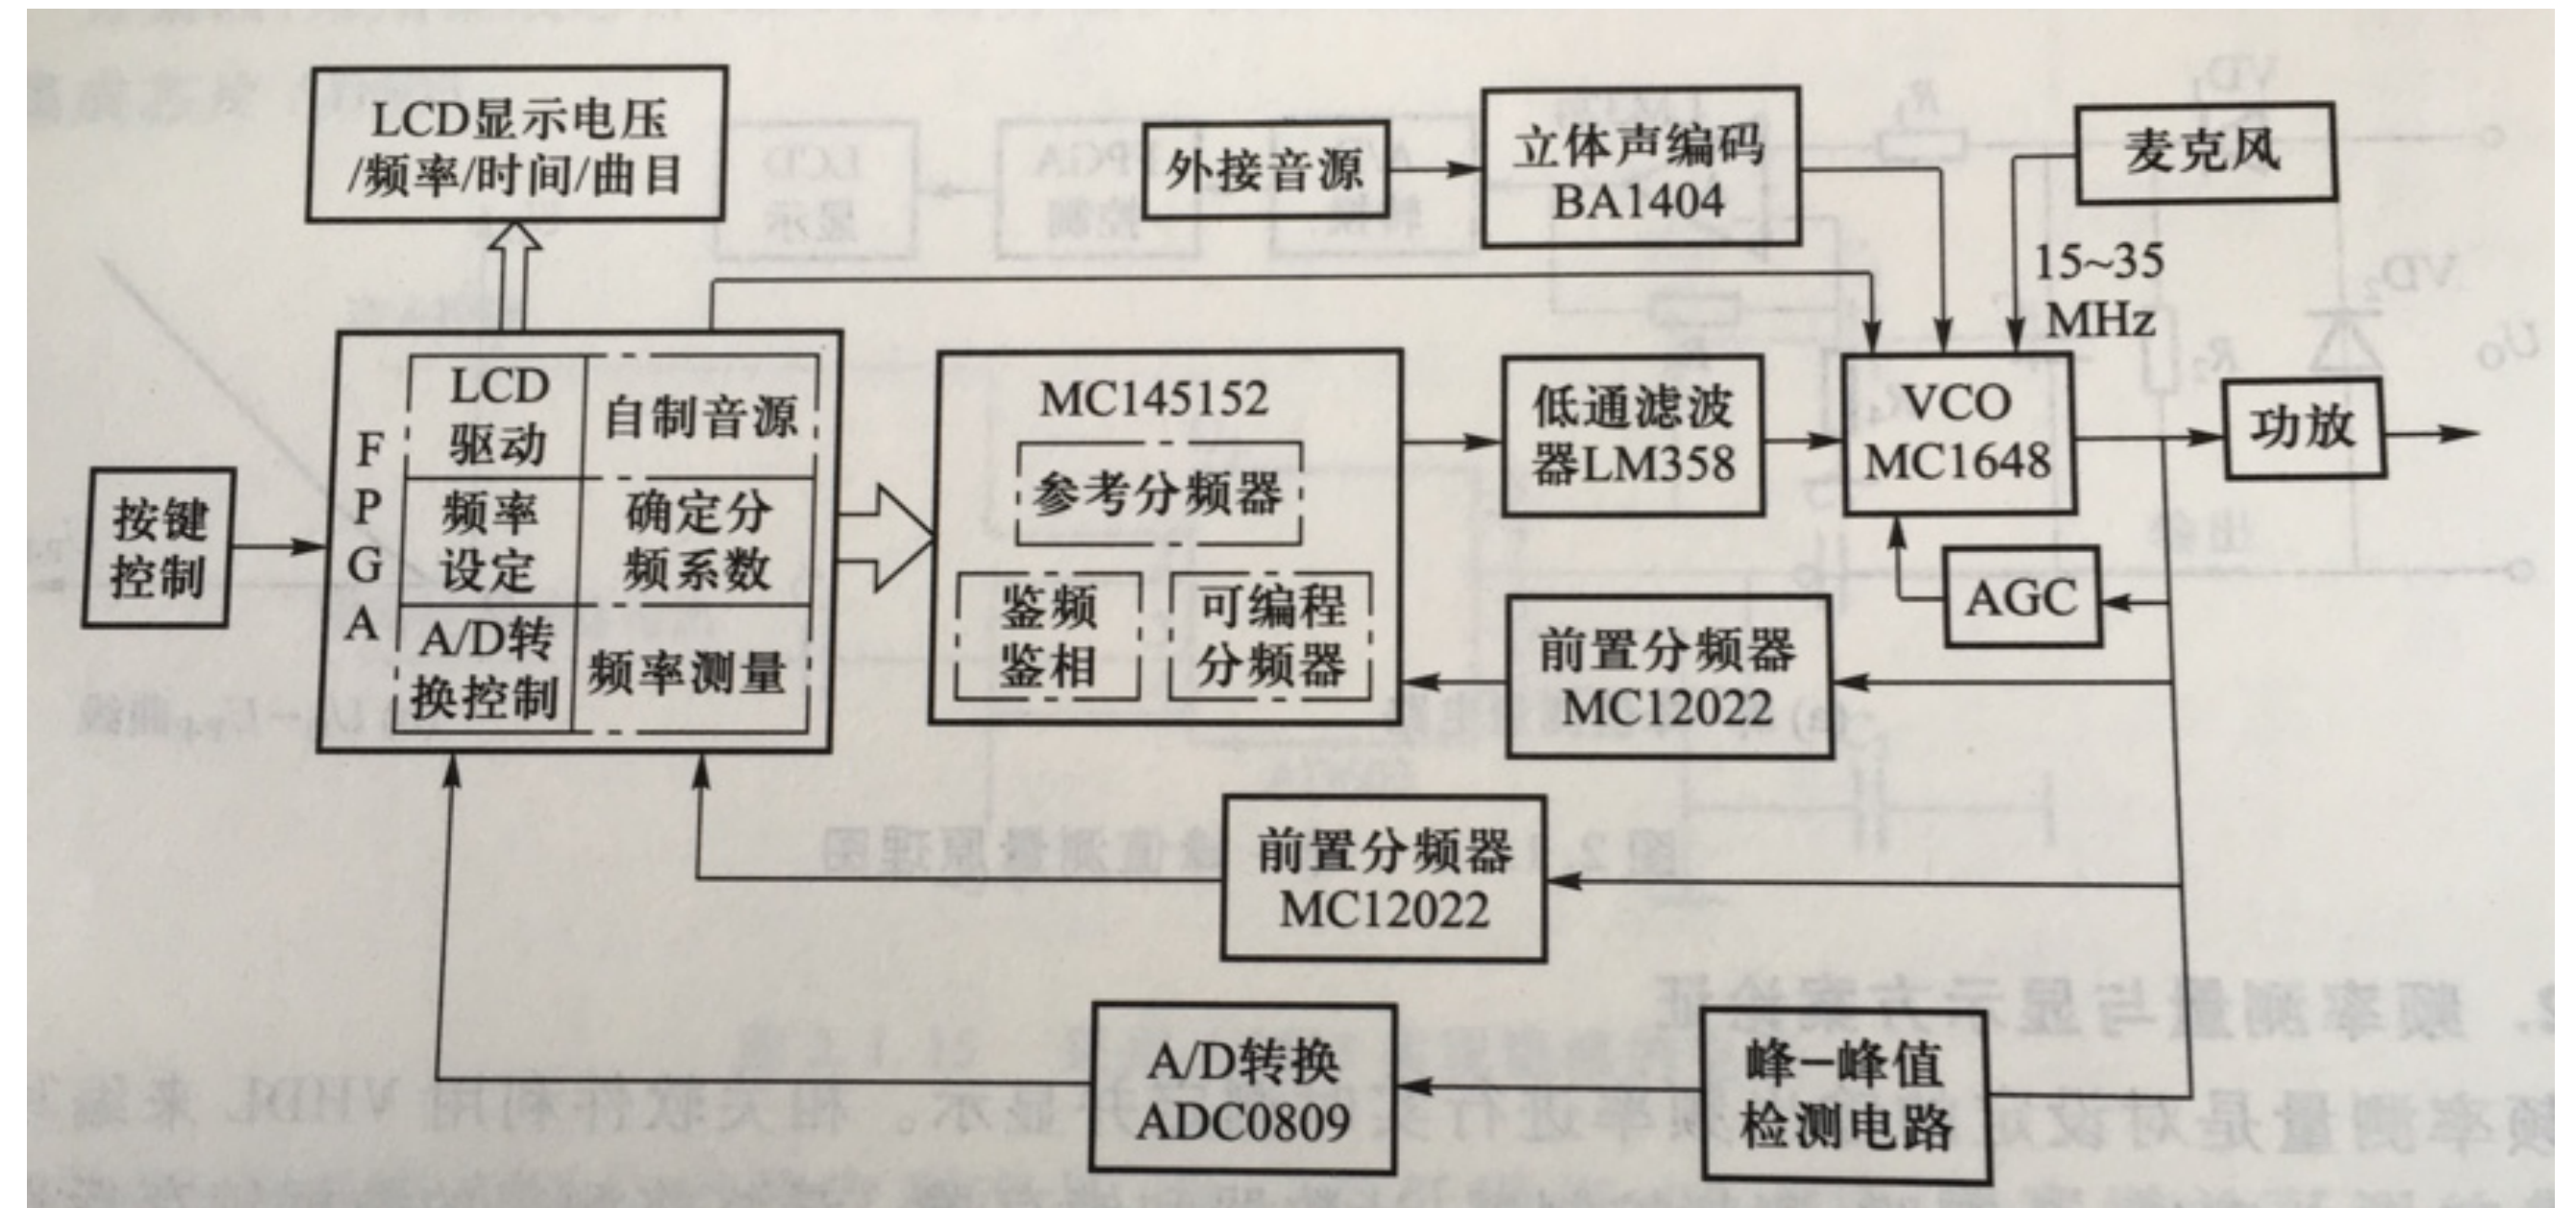 LCD显示电压
/频率/时间/曲目
外接音源
立体声编码
BA1404
麦克风
15~35
MHz
按键
控制
F
P
G
A
LCD
驱动
自制音源
频率
设定
确定分
频系数
A/D转
换控制
频率测量
MC145152
参考分频器
鉴频
鉴相
可编程
分频器
低通滤波
器LM358
VCO
MC1648
功放
AGC
前置分频器
MC12022
前置分频器
MC12022
A/D转换
ADC0809
峰-峰值
检测电路